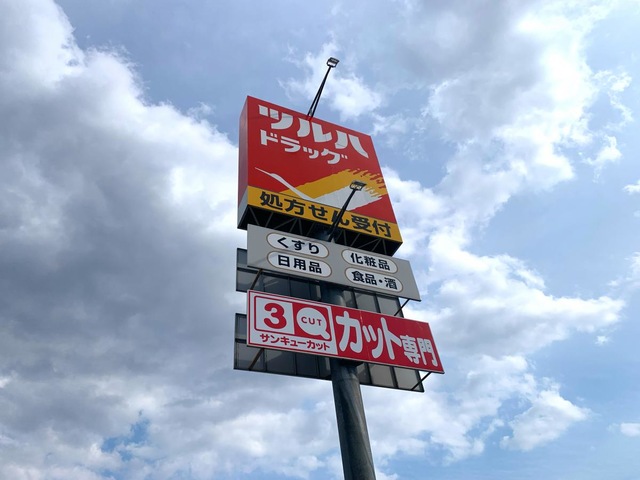 ツルハ
ドラッグ
処方せん受付
くすり
化粧品
日用品
食品・酒
3 CUT
サンキューカット
カット専門